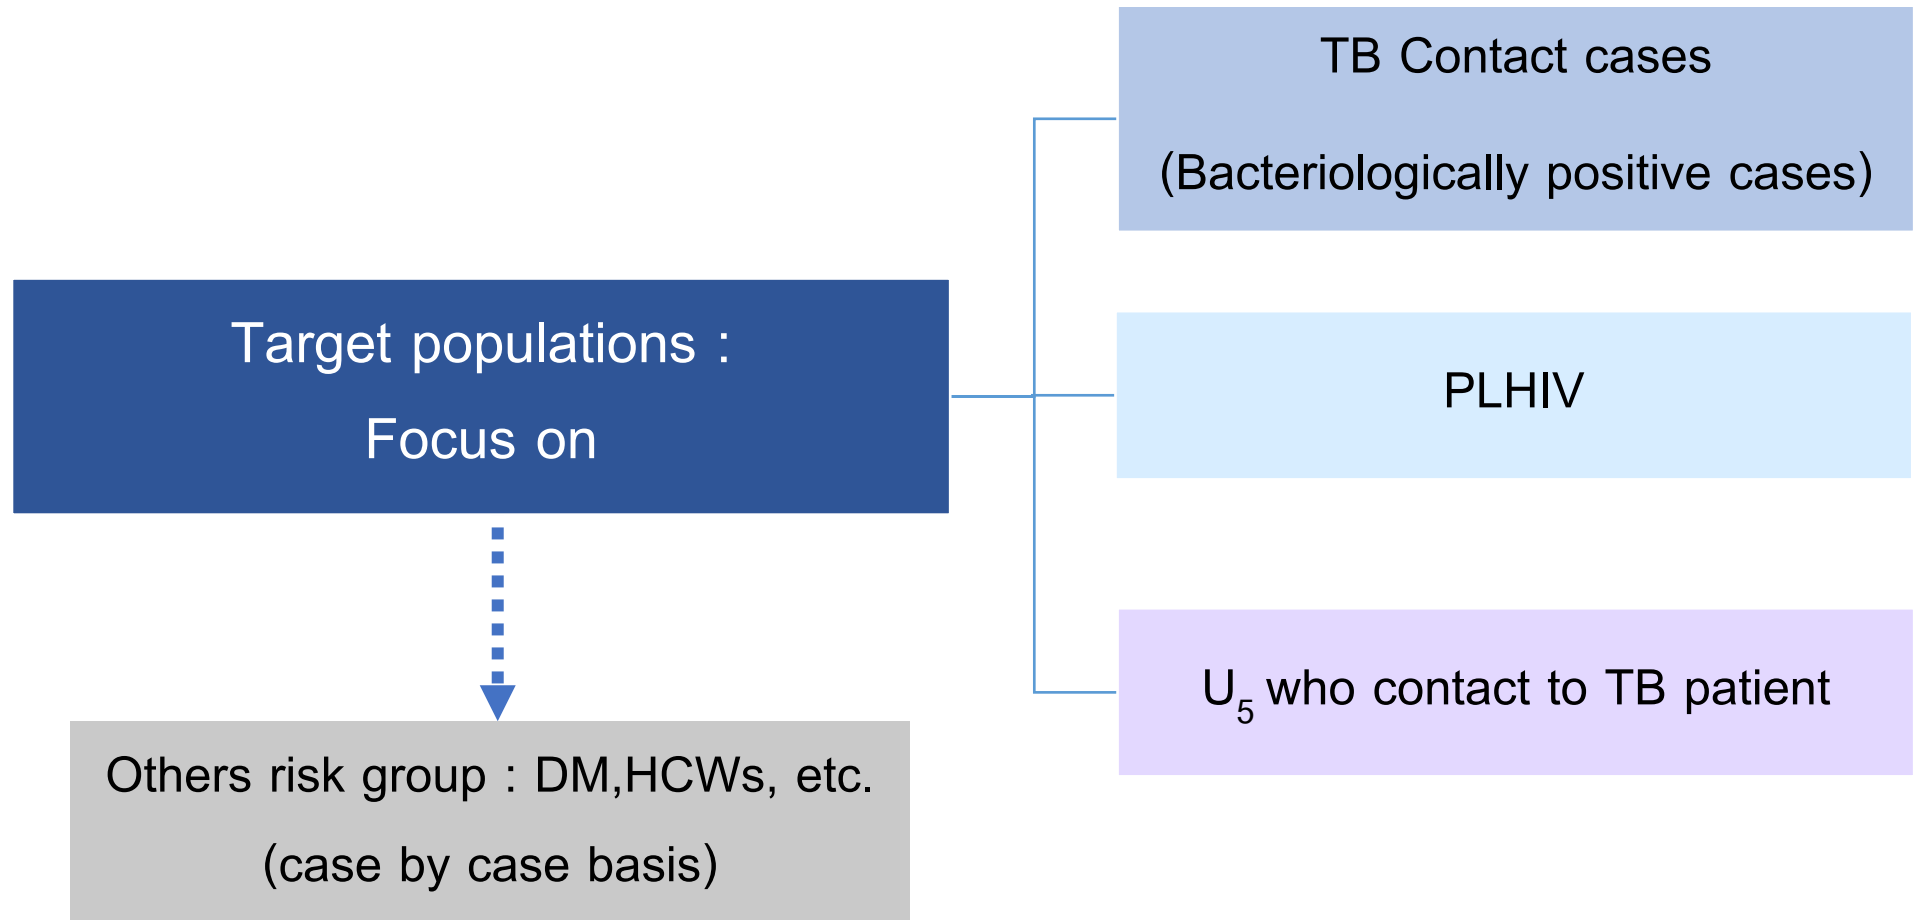 TB Contact cases
(Bacteriologically positive cases)
Target populations :
Focus on
PLHIV
U₅ who contact to TB patient
Others risk group : DM,HCWs, etc.
(case by case basis)